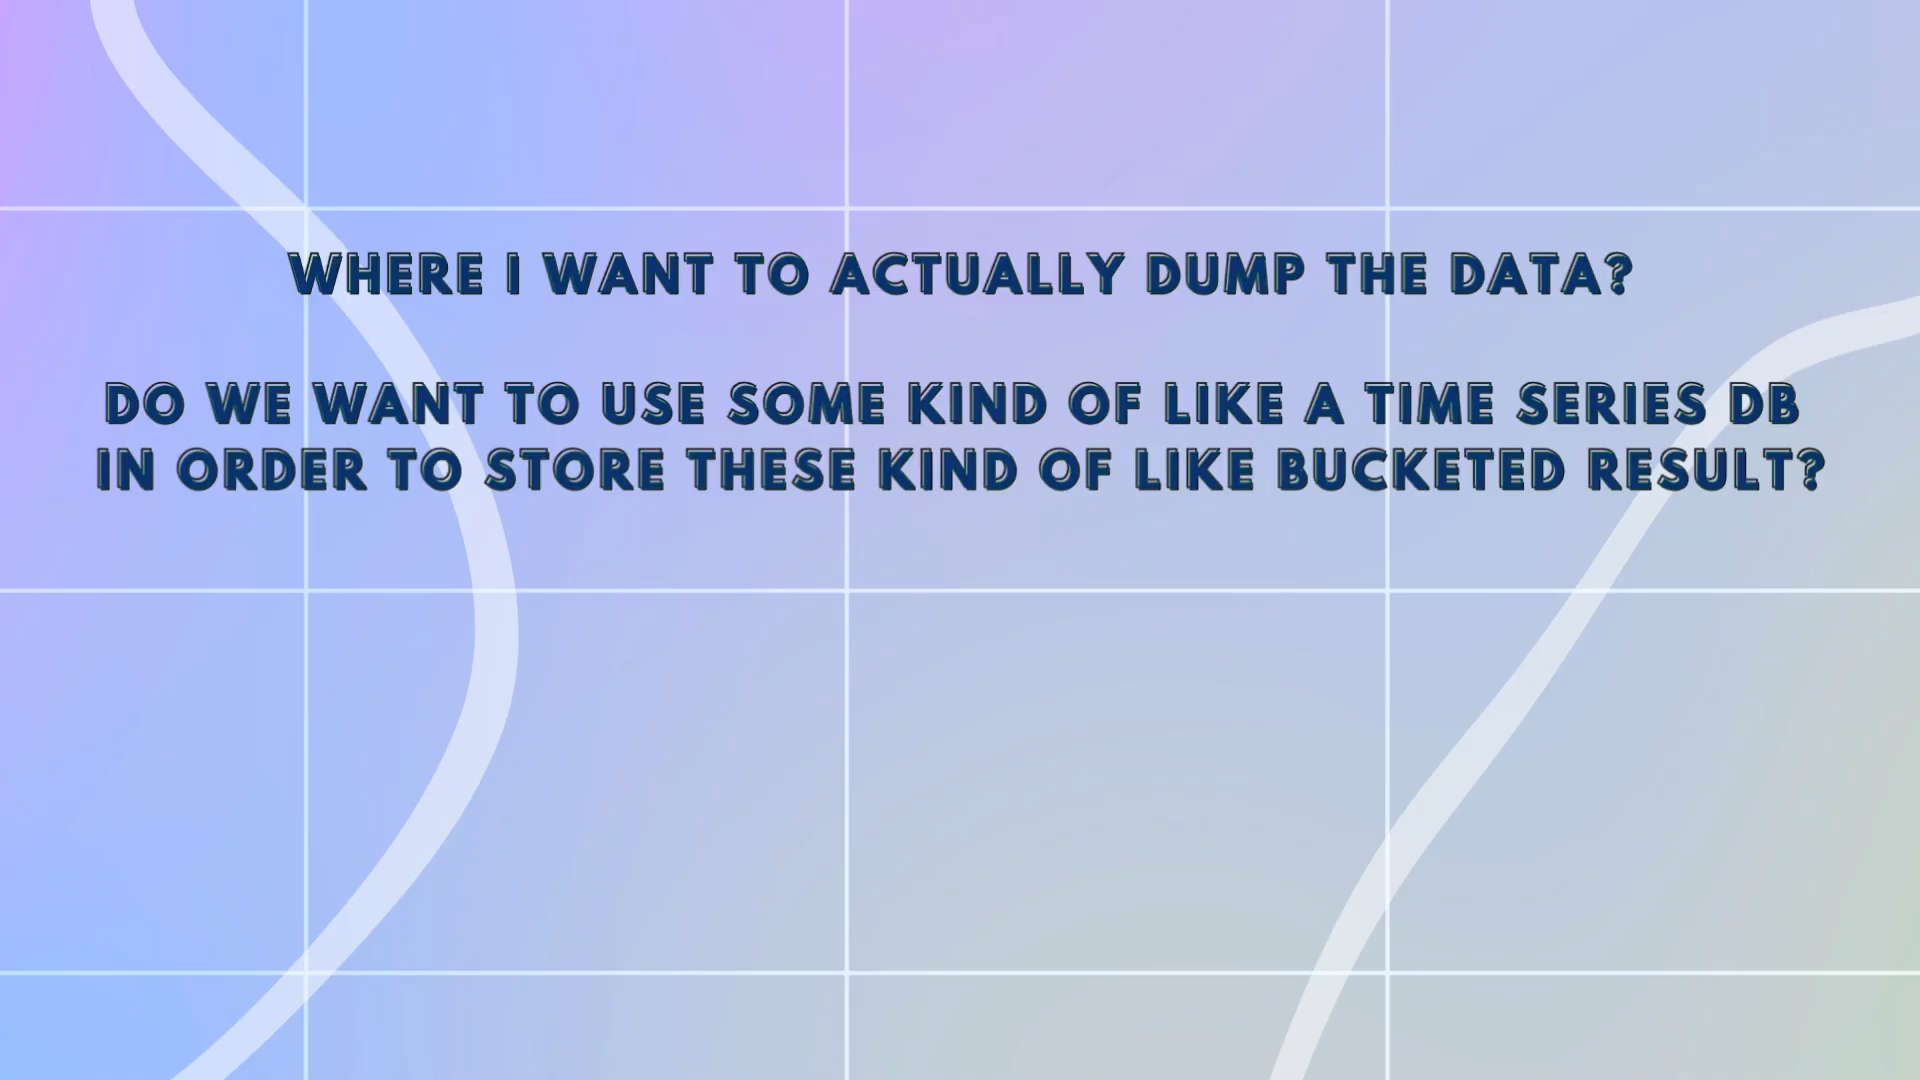 WHERE I WANT TO ACTUALLY DUMP THE DATA?
DO WE WANT TO USE SOME KIND OF LIKE A TIME SERIES DB
IN ORDER TO STORE THESE KIND OF LIKE BUCKETED RESULT?